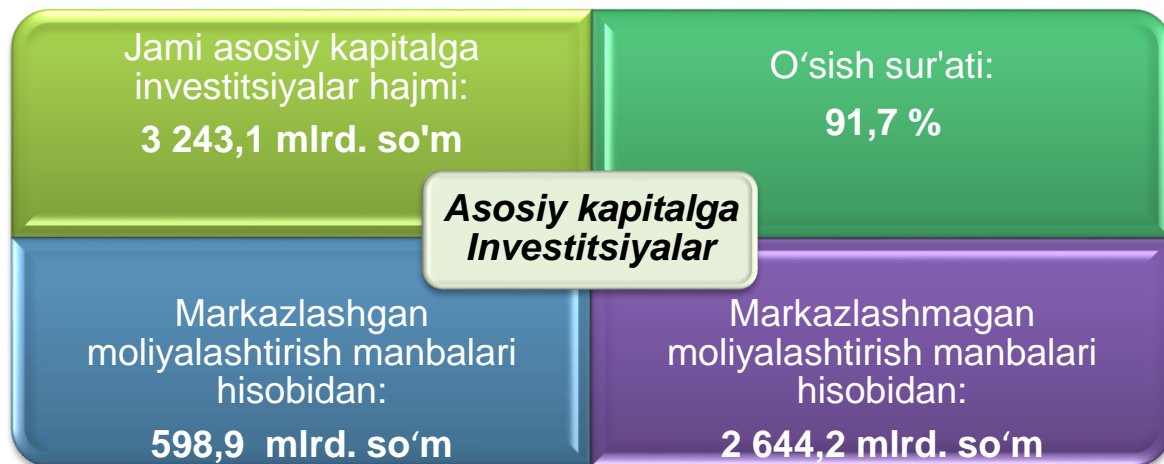 Jami asosiy kapitalga
investitsiyalar hajmi:
3 243,1 mlrd. so'm
O‘sish sur'ati:
91,7 %
Asosiy kapitalga
Investitsiyalar
Markazlashgan
moliyalashtirish manbalari
hisobidan:
598,9 mlrd. so‘m
Markazlashmagan
moliyalashtirish manbalari
hisobidan:
2 644,2 mlrd. so‘m